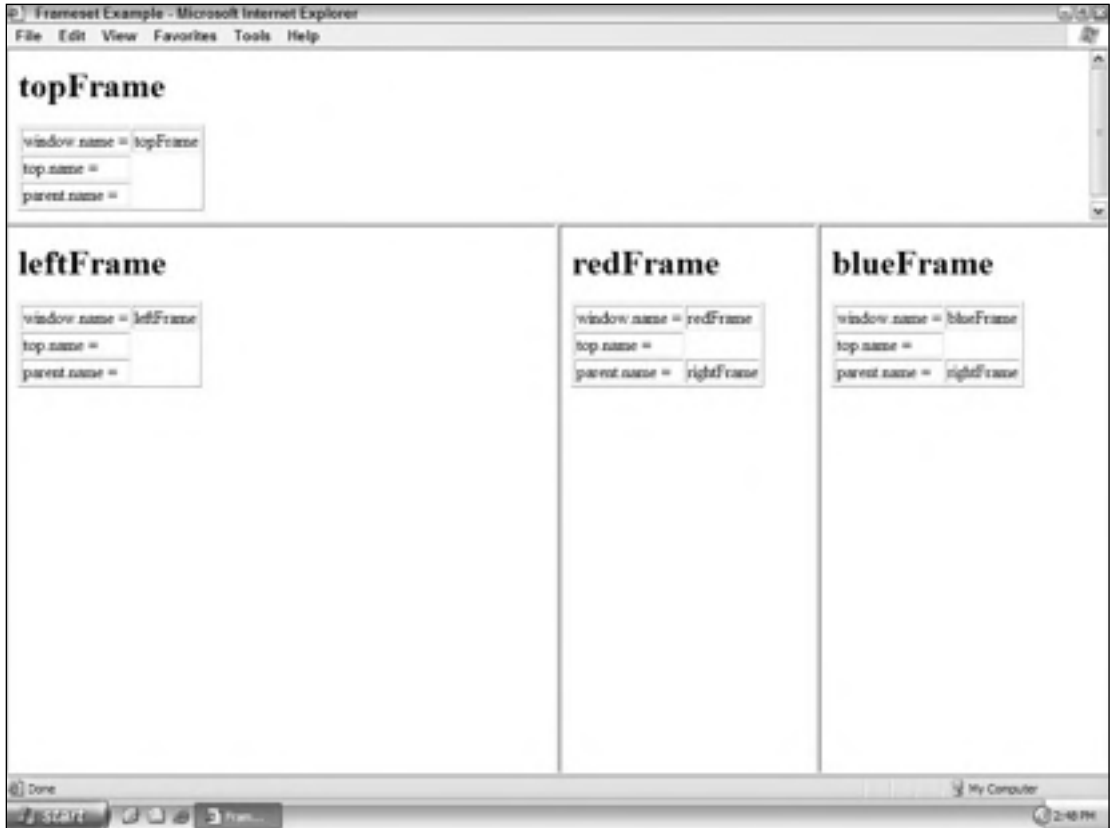 Frameset Example - Microsoft Internet Explorer
File Edit View Favorites Tools Help
topFrame
window.name = topFrame
top.name =
parent.name =
leftFrame
window.name = leftFrame
top.name =
parent.name =
redFrame
window.name = redFrame
top.name =
parent.name = rightFrame
blueFrame
window.name = blueFrame
top.name =
parent.name = rightFrame
Done
My Computer
start
Fram...
2:48 PM